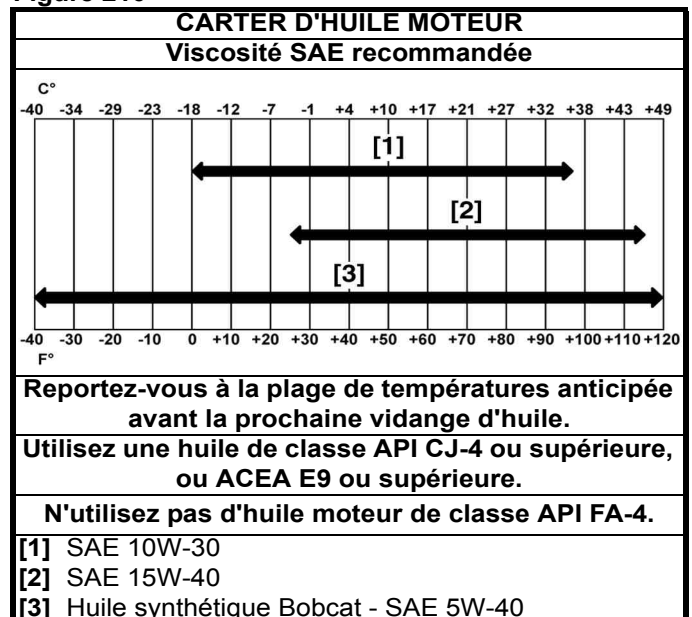 CARTER D'HUILE MOTEUR
Viscosité SAE recommandée
C°
-40 -34 -29 -23 -18 -12 -7 -1 +4 +10 +17 +21 +27 +32 +38 +43 +49
[1]
[2]
[3]
-40 -30 -20 -10 0 +10 +20 +30 +40 +50 +60 +70 +80 +90 +100 +110 +120
F°
Reportez-vous à la plage de températures anticipée
avant la prochaine vidange d'huile.
Utilisez une huile de classe API CJ-4 ou supérieure,
ou ACEA E9 ou supérieure.
N'utilisez pas d'huile moteur de classe API FA-4.
[1] SAE 10W-30
[2] SAE 15W-40
[3] Huile synthétique Bobcat - SAE 5W-40